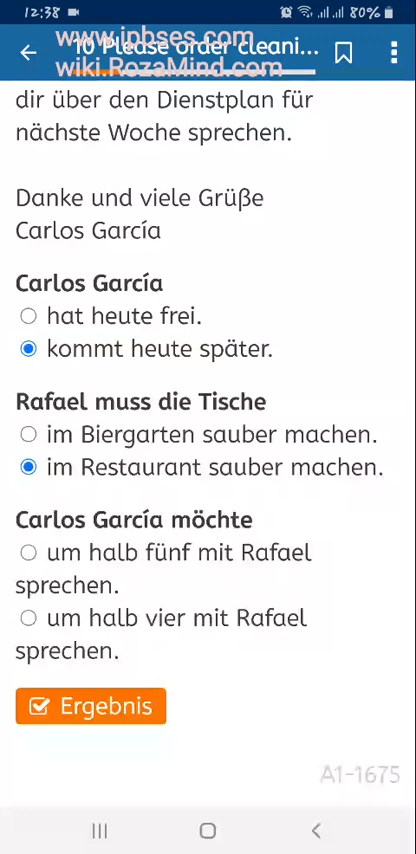 12:38 80%
www.ipbses.com
10 Please order cleani...
wiki.RozaMind.com
dir über den Dienstplan für
nächste Woche sprechen.
Danke und viele Grüße
Carlos García
Carlos García
hat heute frei.
kommt heute später.
Rafael muss die Tische
im Biergarten sauber machen.
im Restaurant sauber machen.
Carlos García möchte
um halb fünf mit Rafael
sprechen.
um halb vier mit Rafael
sprechen.
Ergebnis
A1-1675